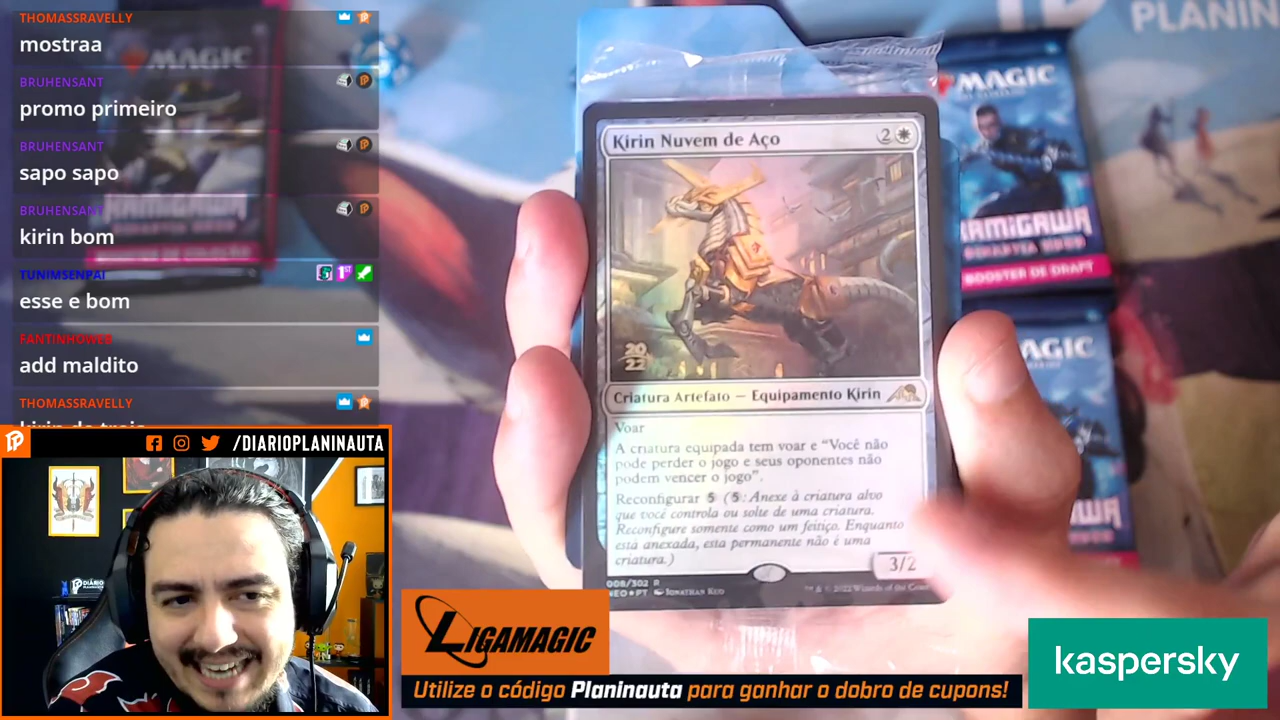 THOMASSRAVELLY
mostraa
BRUHENSANT
promo primeiro
BRUHENSANT
sapo sapo
BRUHENSANT
kirin bom
TUNIMSENPAI
esse e bom
FANTINHOWEB
add maldito
THOMASSRAVELLY
/DIARIOPLANINAUTA
MAGIC
KAMIGAWA
PLANIN
Kirin Nuvem de Aço 2
20
22
Criatura Artefato — Equipamento Kirin
Voar
A criatura equipada tem voar e “Você não
pode perder o jogo e seus oponentes não
podem vencer o jogo”.
Reconfigurar 5 (5: Anexe à criatura alvo
que você controla ou solte de uma criatura.
Reconfigure somente como um feitiço. Enquanto
está anexada, esta permanente não é uma
criatura.)
3/2
008/302 R
NEO★PT JONATHAN KUO
MAGIC
KAMIGAWA
BOOSTER DE DRAFT
AGIC
WA
LIGAMAGIC
Utilize o código Planinauta para ganhar o dobro de cupons!
kaspersky